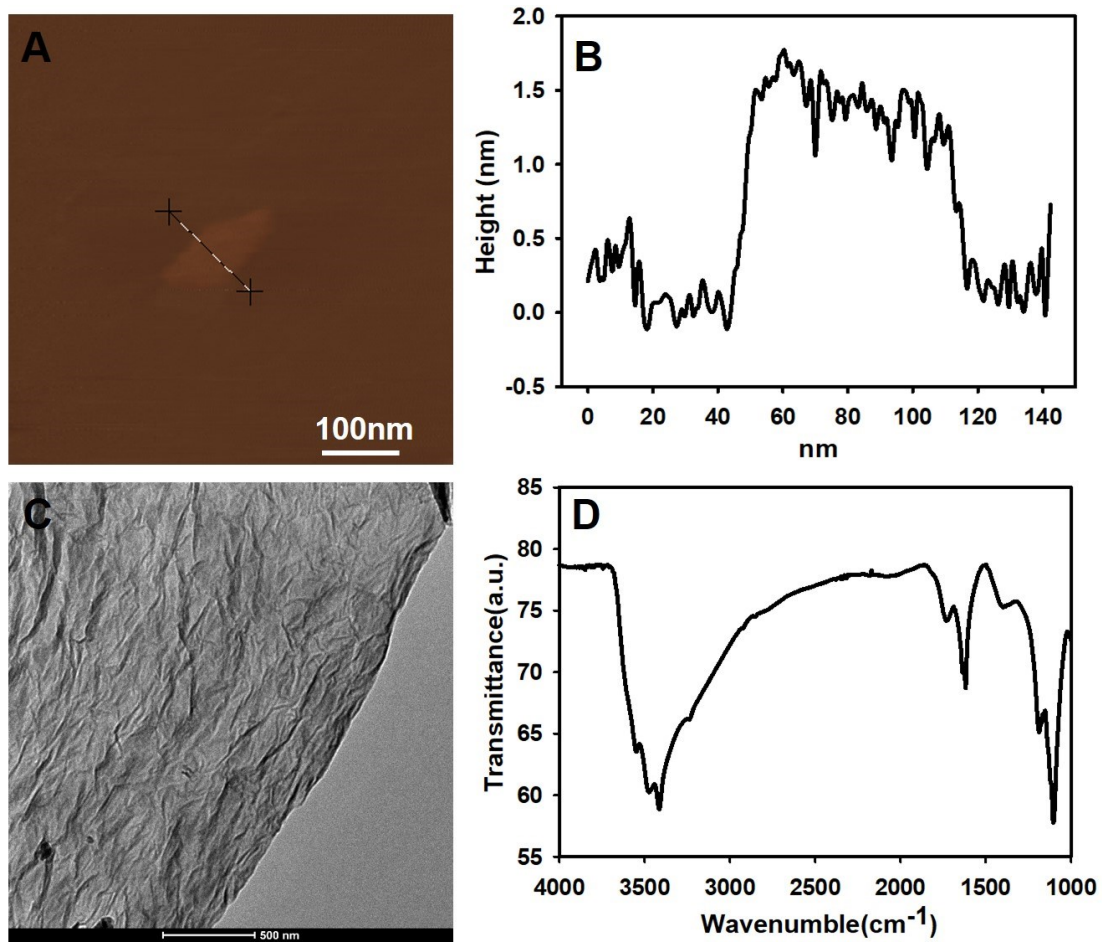 A
100nm
B
2.0
1.5
1.0
0.5
0.0
-0.5
Height (nm)
0 20 40 60 80 100 120 140
nm
C
500 nm
D
85
80
75
70
65
60
55
Transmittance(a.u.)
4000 3500 3000 2500 2000 1500 1000
Wavenumble(cm⁻¹)